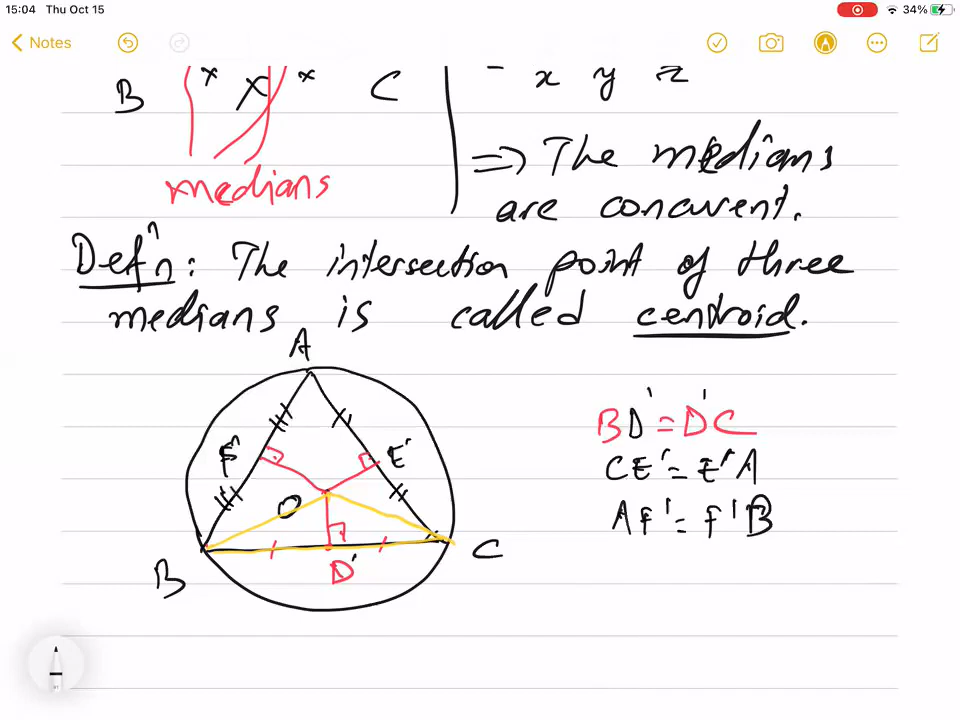 15:04 Thu Oct 15
34%
Notes
B x X x C
x y z
medians
=> The medians
are concurrent.
Defⁿn: The intersection point of three
medians is called centroid.
A
F' E'
O
B D' C
BD' = D'C
CE' = E'A
AF' = F'B